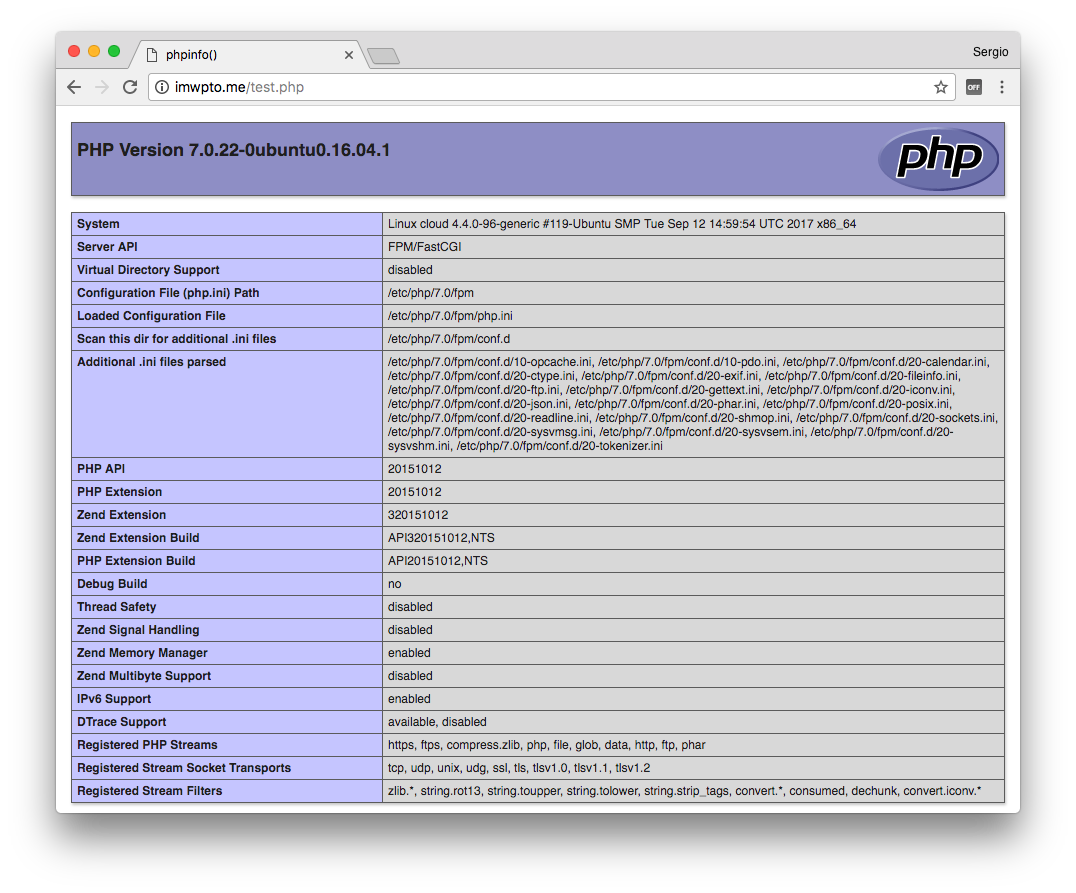 phpinfo()
Sergio
imwpto.me/test.php
OFF
PHP Version 7.0.22-0ubuntu0.16.04.1
php
System Linux cloud 4.4.0-96-generic #119-Ubuntu SMP Tue Sep 12 14:59:54 UTC 2017 x86_64
Server API FPM/FastCGI
Virtual Directory Support disabled
Configuration File (php.ini) Path /etc/php/7.0/fpm
Loaded Configuration File /etc/php/7.0/fpm/php.ini
Scan this dir for additional .ini files /etc/php/7.0/fpm/conf.d
Additional .ini files parsed /etc/php/7.0/fpm/conf.d/10-opcache.ini, /etc/php/7.0/fpm/conf.d/10-pdo.ini, /etc/php/7.0/fpm/conf.d/20-calendar.ini,
/etc/php/7.0/fpm/conf.d/20-ctype.ini, /etc/php/7.0/fpm/conf.d/20-exif.ini, /etc/php/7.0/fpm/conf.d/20-fileinfo.ini,
/etc/php/7.0/fpm/conf.d/20-ftp.ini, /etc/php/7.0/fpm/conf.d/20-gettext.ini, /etc/php/7.0/fpm/conf.d/20-iconv.ini,
/etc/php/7.0/fpm/conf.d/20-json.ini, /etc/php/7.0/fpm/conf.d/20-phar.ini, /etc/php/7.0/fpm/conf.d/20-posix.ini,
/etc/php/7.0/fpm/conf.d/20-readline.ini, /etc/php/7.0/fpm/conf.d/20-shmop.ini, /etc/php/7.0/fpm/conf.d/20-sockets.ini,
/etc/php/7.0/fpm/conf.d/20-sysvmsg.ini, /etc/php/7.0/fpm/conf.d/20-sysvsem.ini, /etc/php/7.0/fpm/conf.d/20-
sysvshm.ini, /etc/php/7.0/fpm/conf.d/20-tokenizer.ini
PHP API 20151012
PHP Extension 20151012
Zend Extension 320151012
Zend Extension Build API320151012,NTS
PHP Extension Build API20151012,NTS
Debug Build no
Thread Safety disabled
Zend Signal Handling disabled
Zend Memory Manager enabled
Zend Multibyte Support disabled
IPv6 Support enabled
DTrace Support available, disabled
Registered PHP Streams https, ftps, compress.zlib, php, file, glob, data, http, ftp, phar
Registered Stream Socket Transports tcp, udp, unix, udg, ssl, tls, tlsv1.0, tlsv1.1, tlsv1.2
Registered Stream Filters zlib.*, string.rot13, string.toupper, string.tolower, string.strip_tags, convert.*, consumed, dechunk, convert.iconv.*